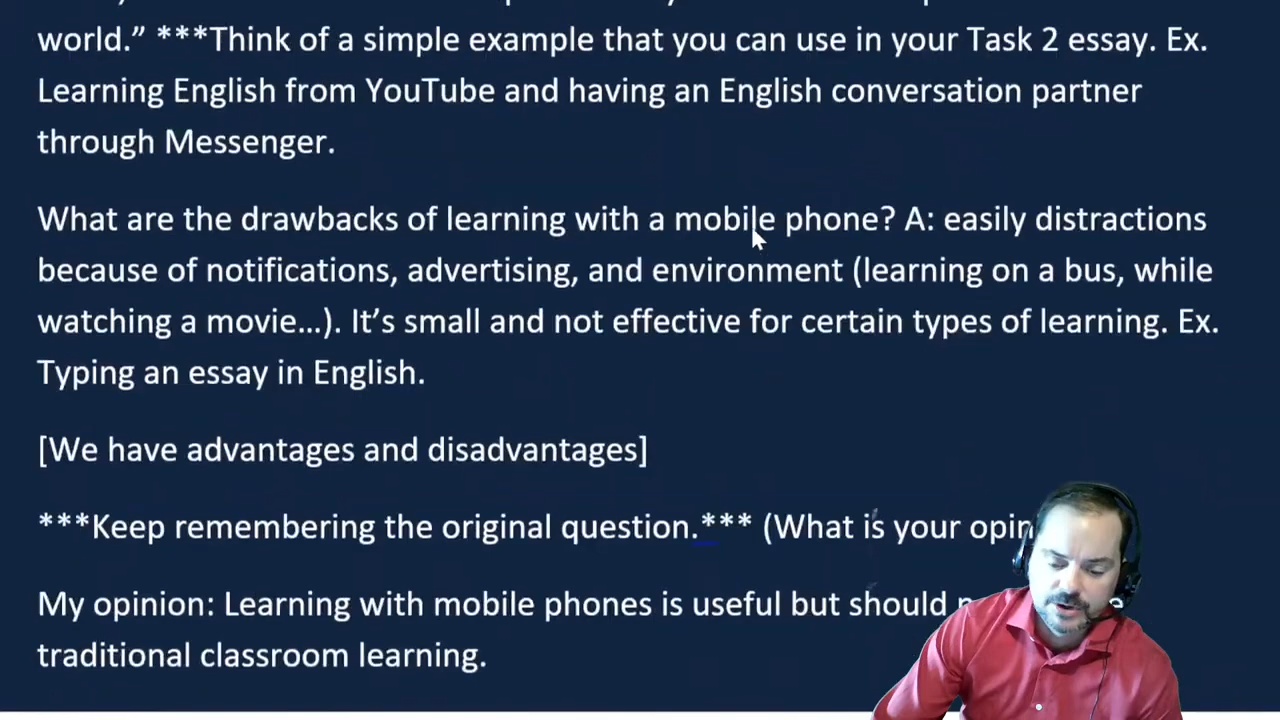 world.” ***Think of a simple example that you can use in your Task 2 essay. Ex.
Learning English from YouTube and having an English conversation partner
through Messenger.
What are the drawbacks of learning with a mobile phone? A: easily distractions
because of notifications, advertising, and environment (learning on a bus, while
watching a movie…). It’s small and not effective for certain types of learning. Ex.
Typing an essay in English.
[We have advantages and disadvantages]
***Keep remembering the original question.*** (What is your opin
My opinion: Learning with mobile phones is useful but should
traditional classroom learning.